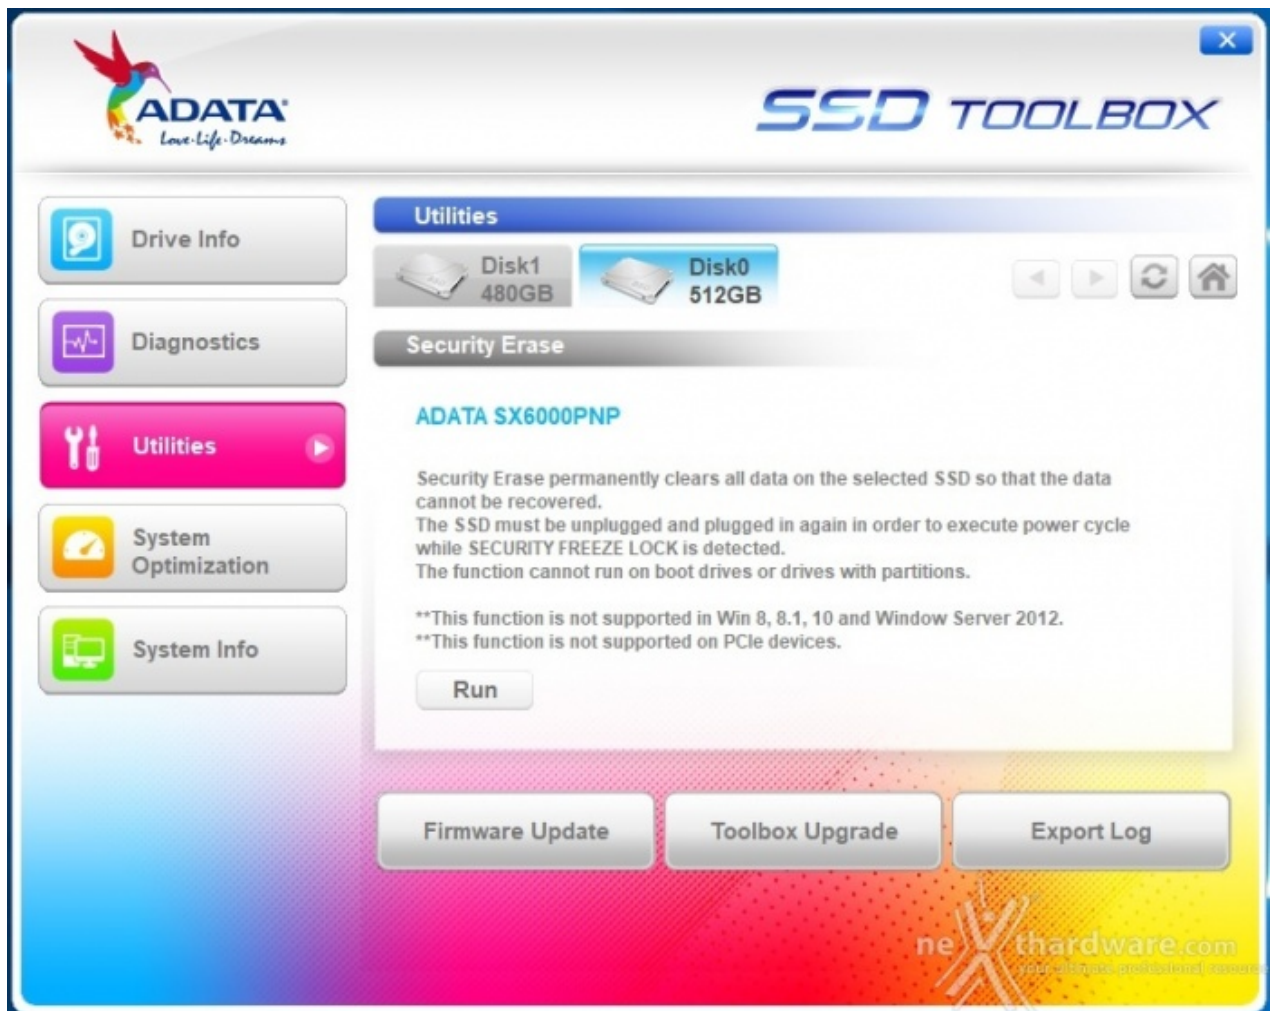 ADATA
Love·Life·Dreams
SSD TOOLBOX
Drive Info
Diagnostics
Utilities
System
Optimization
System Info
Utilities
Disk1
480GB
Disk0
512GB
Security Erase
ADATA SX6000PNP
Security Erase permanently clears all data on the selected SSD so that the data
cannot be recovered.
The SSD must be unplugged and plugged in again in order to execute power cycle
while SECURITY FREEZE LOCK is detected.
The function cannot run on boot drives or drives with partitions.
**This function is not supported in Win 8, 8.1, 10 and Window Server 2012.
**This function is not supported on PCIe devices.
Run
Firmware Update
Toolbox Upgrade
Export Log
nexthardware.com
your ultimate professional resource